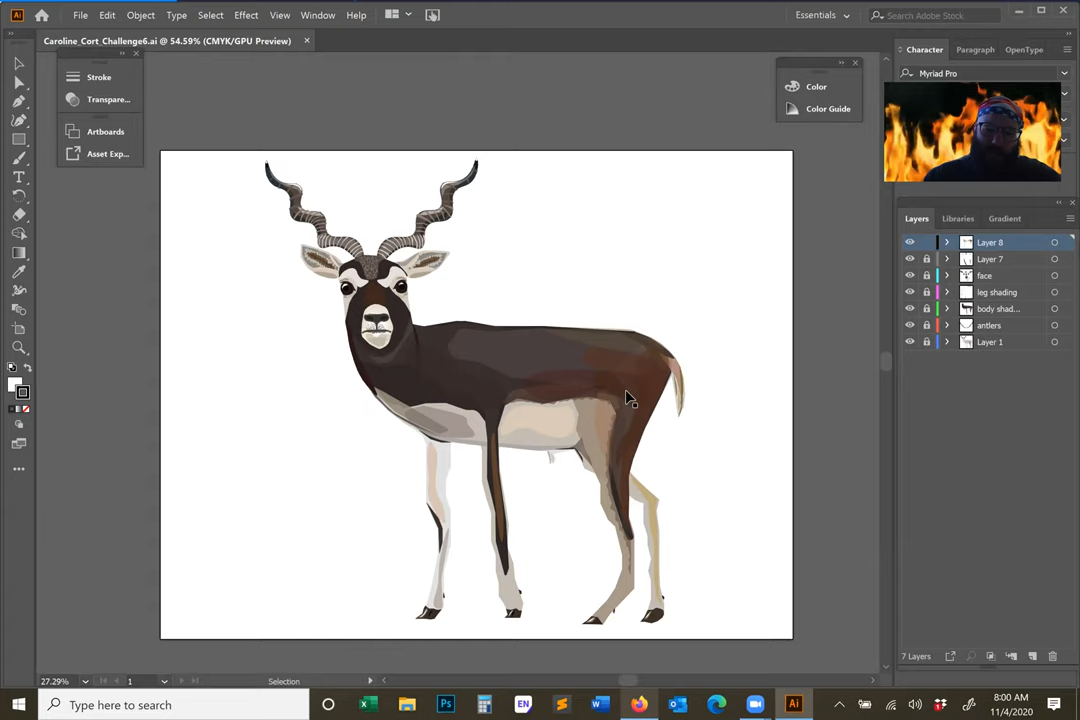 Ai File Edit Object Type Select Effect View Window Help Essentials Search Adobe Stock
Caroline_Cort_Challenge6.ai @ 54.59% (CMYK/GPU Preview) ×
Stroke
Transpare...
Artboards
Asset Exp...
Color
Color Guide
Character Paragraph OpenType
Myriad Pro
Layers Libraries Gradient
Layer 8
Layer 7
face
leg shading
body shad...
antlers
Layer 1
7 Layers
27.29% 1 Selection
Type here to search
Ps EN Ai
8:00 AM
11/4/2020